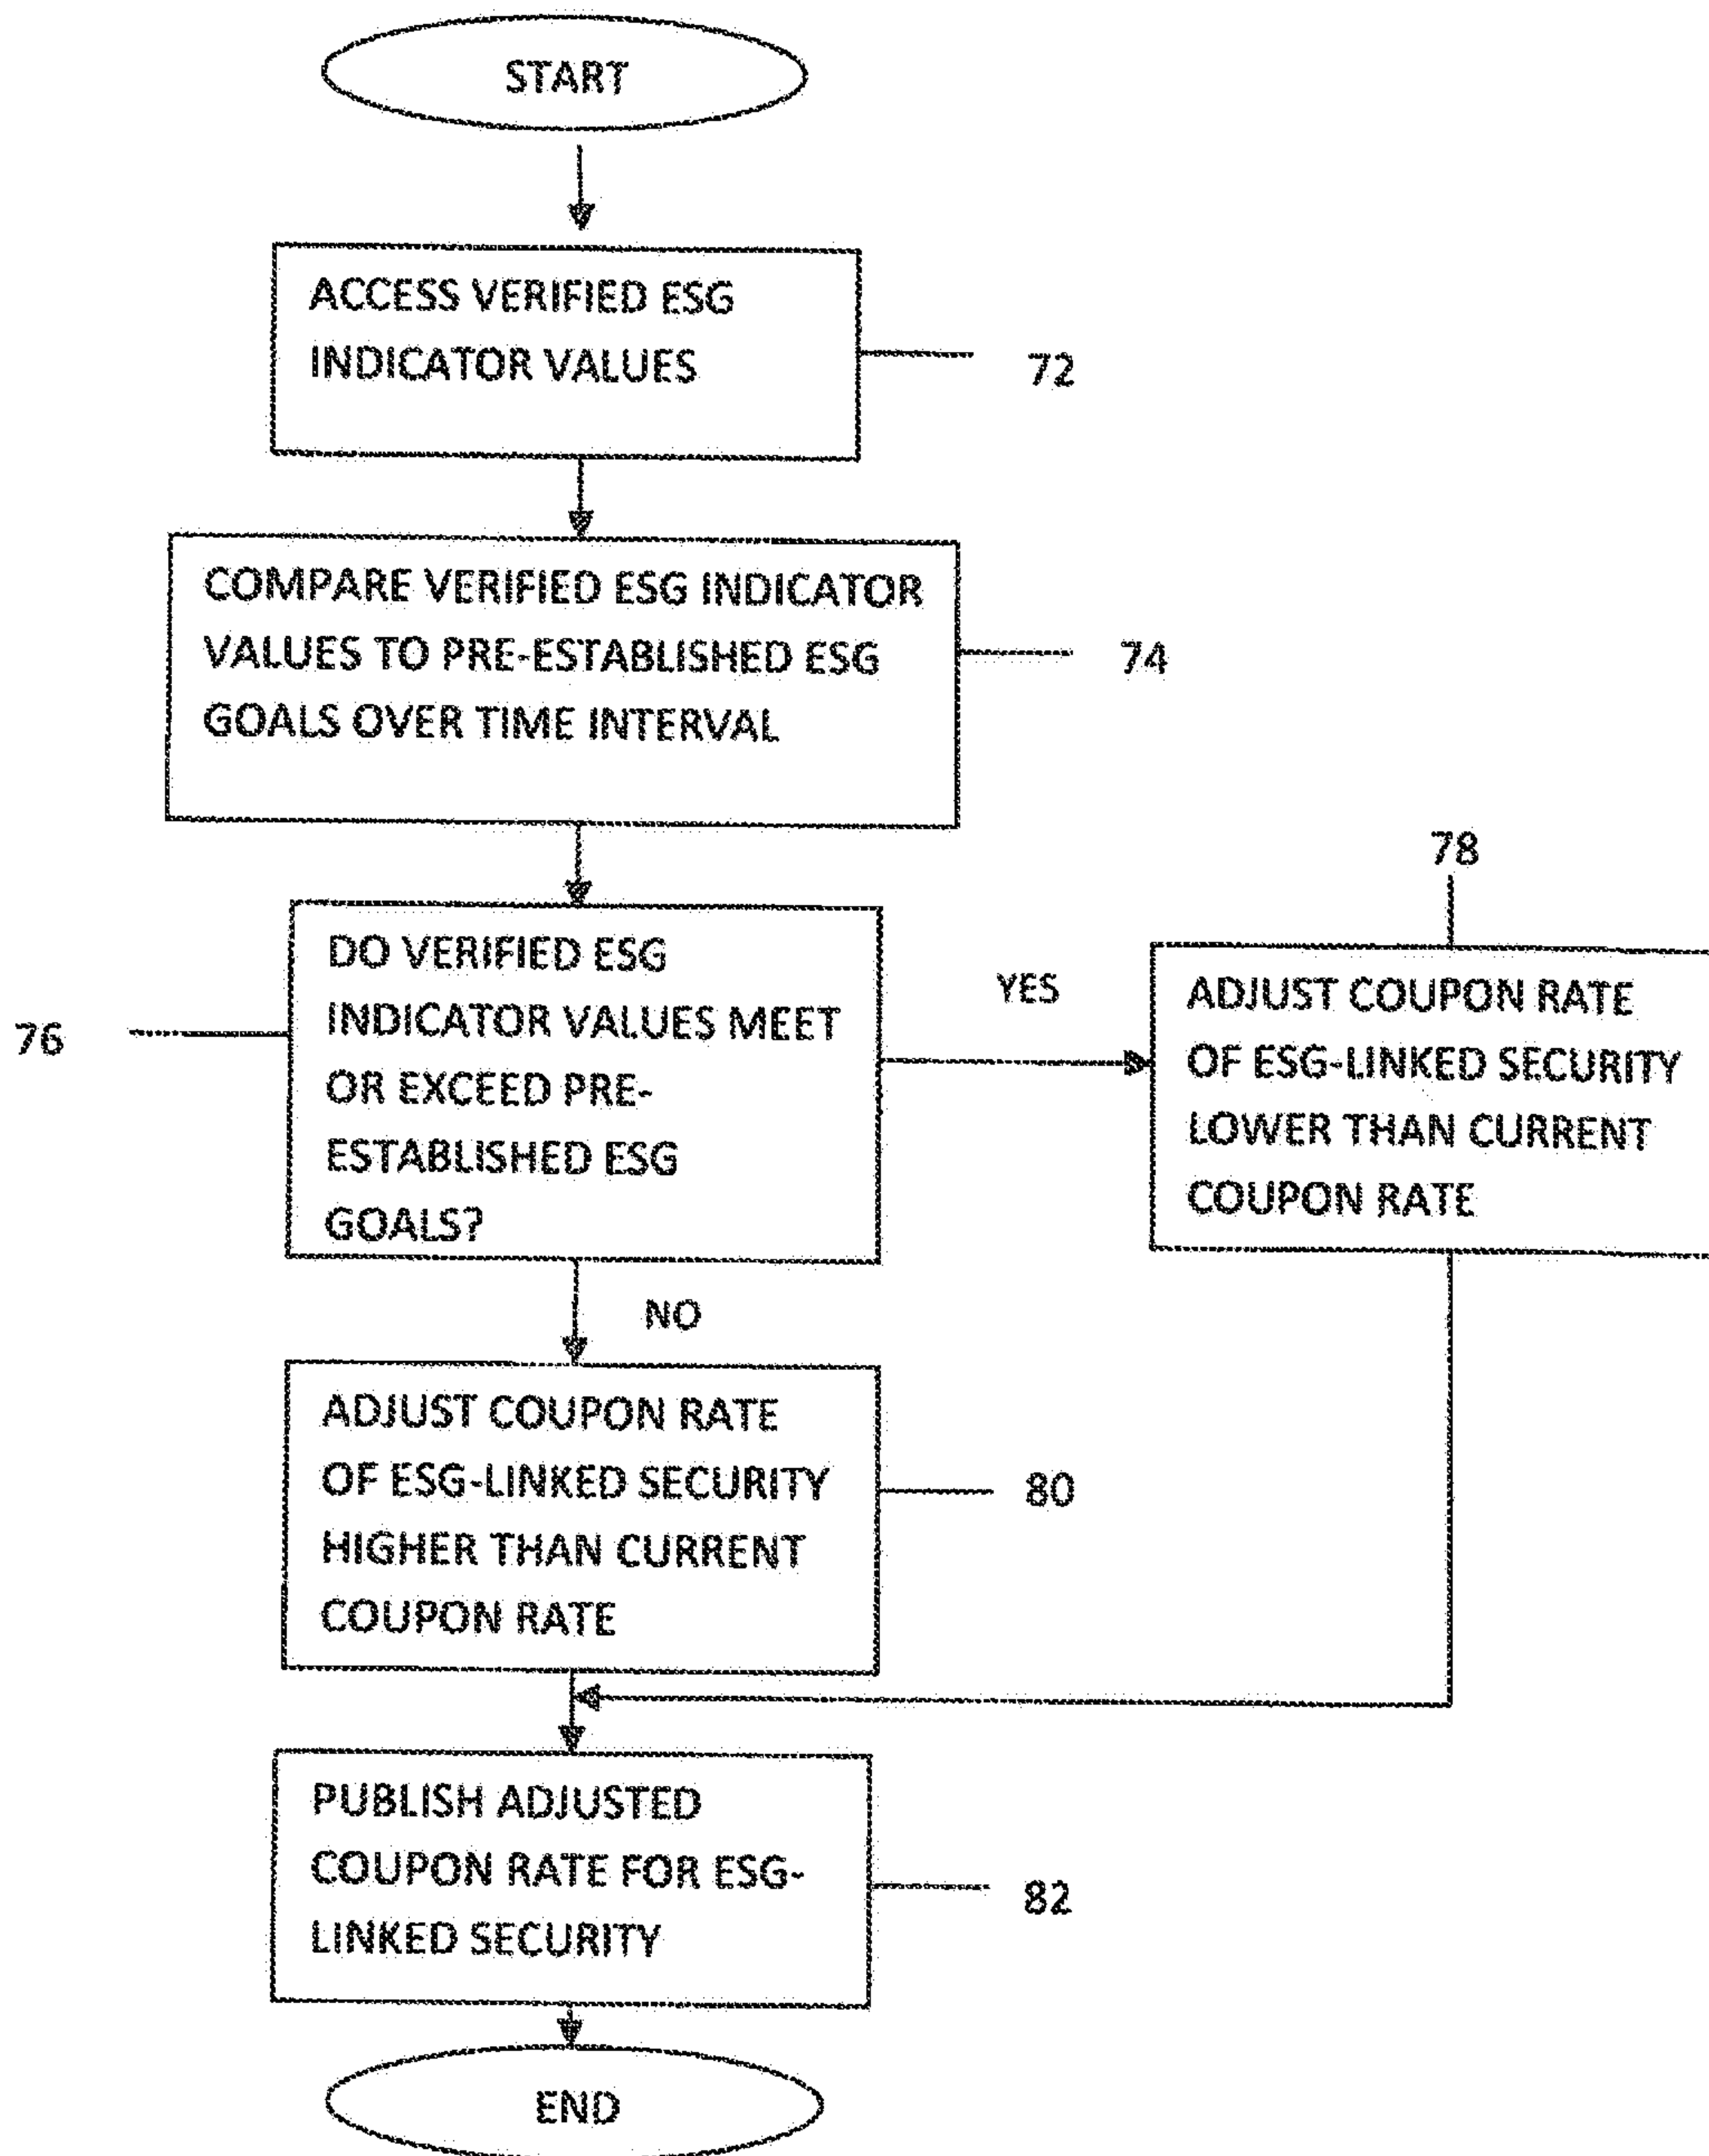 START
ACCESS VERIFIED ESG
INDICATOR VALUES
72
COMPARE VERIFIED ESG INDICATOR
VALUES TO PRE-ESTABLISHED ESG
GOALS OVER TIME INTERVAL
74
76
DO VERIFIED ESG
INDICATOR VALUES MEET
OR EXCEED PRE-
ESTABLISHED ESG
GOALS?
YES
78
ADJUST COUPON RATE
OF ESG-LINKED SECURITY
LOWER THAN CURRENT
COUPON RATE
NO
ADJUST COUPON RATE
OF ESG-LINKED SECURITY
HIGHER THAN CURRENT
COUPON RATE
80
PUBLISH ADJUSTED
COUPON RATE FOR ESG-
LINKED SECURITY
82
END